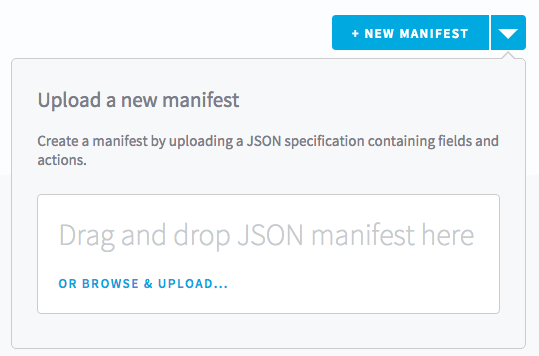 + NEW MANIFEST
Upload a new manifest
Create a manifest by uploading a JSON specification containing fields and
actions.
Drag and drop JSON manifest here
OR BROWSE & UPLOAD...